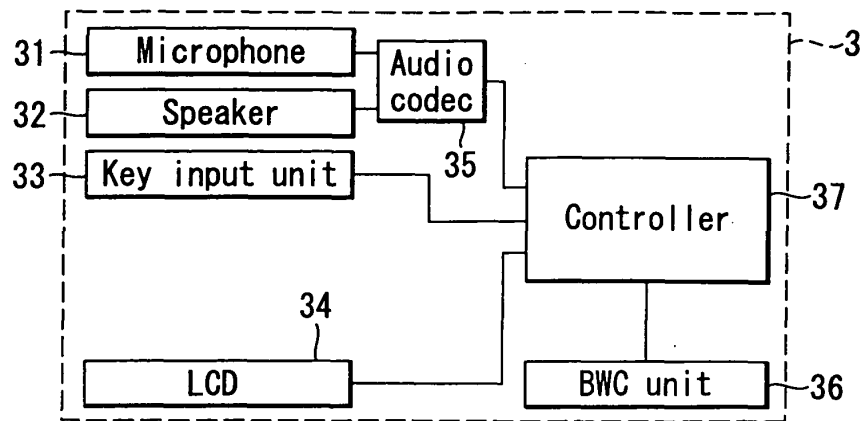 31
Microphone
3
Audio
codec
32
Speaker
35
33
Key input unit
Controller
37
34
LCD
BWC unit
36